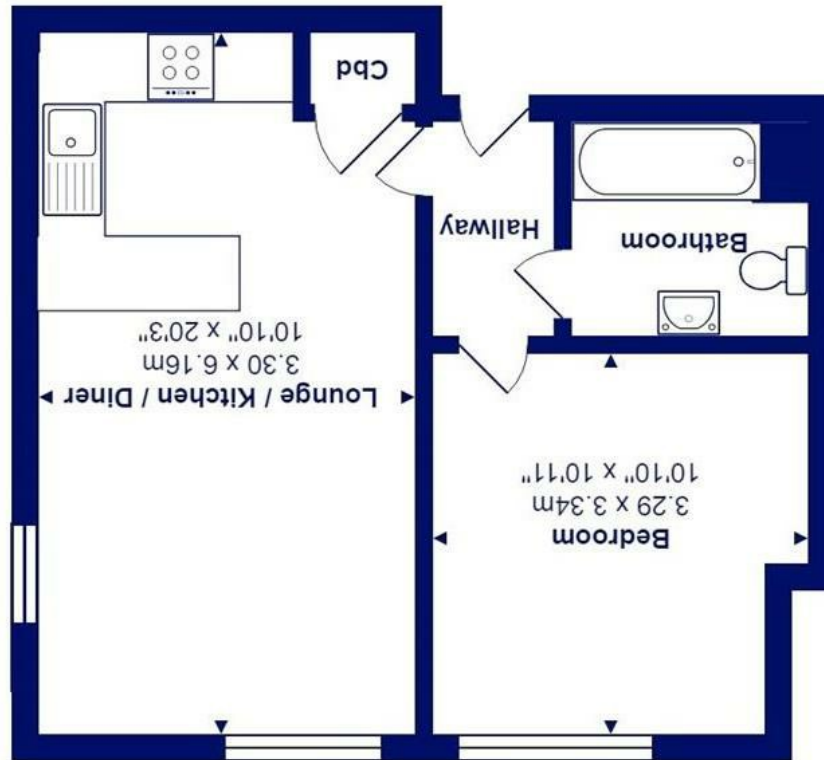 Bedroom
3.29 x 3.34m
10'10" x 10'11"
Lounge / Kitchen / Diner
3.30 x 6.16m
10'10" x 20'3"
Bathroom
Hallway
Cbd